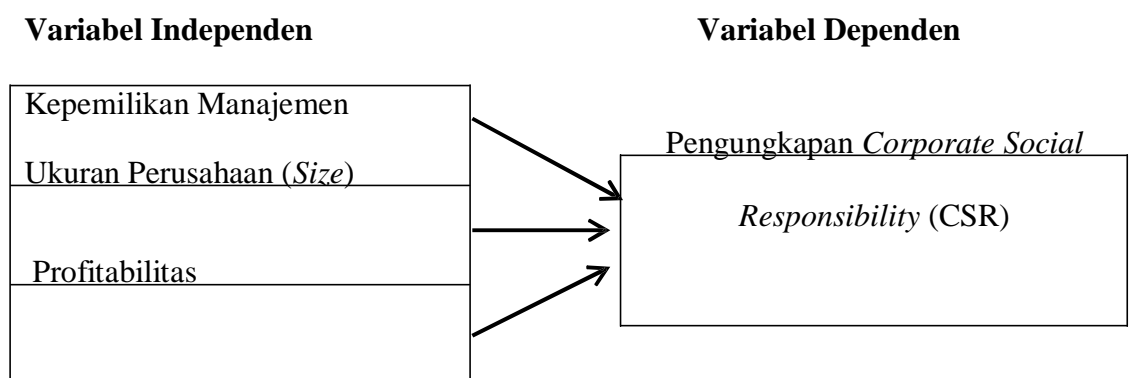 Variabel Independen
Variabel Dependen
Kepemilikan Manajemen
Ukuran Perusahaan (Size)
Profitabilitas
Pengungkapan Corporate Social
Responsibility (CSR)